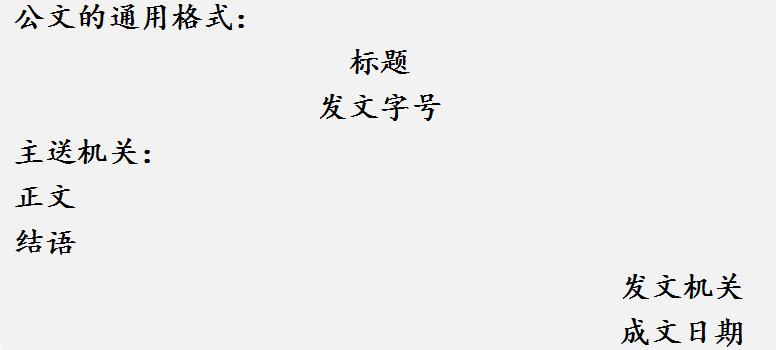 公文的通用格式：
标题
发文字号
主送机关：
正文
结语
发文机关
成文日期